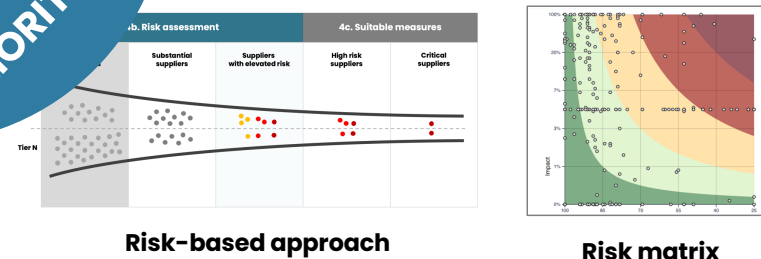 4b. Risk assessment
4c. Suitable measures
Substantial
suppliers
Suppliers
with elevated risk
High risk
suppliers
Critical
suppliers
Tier N
Risk-based approach
100%
20%
7%
3%
1%
0%
Impact
100
85
70
55
40
25
Risk matrix